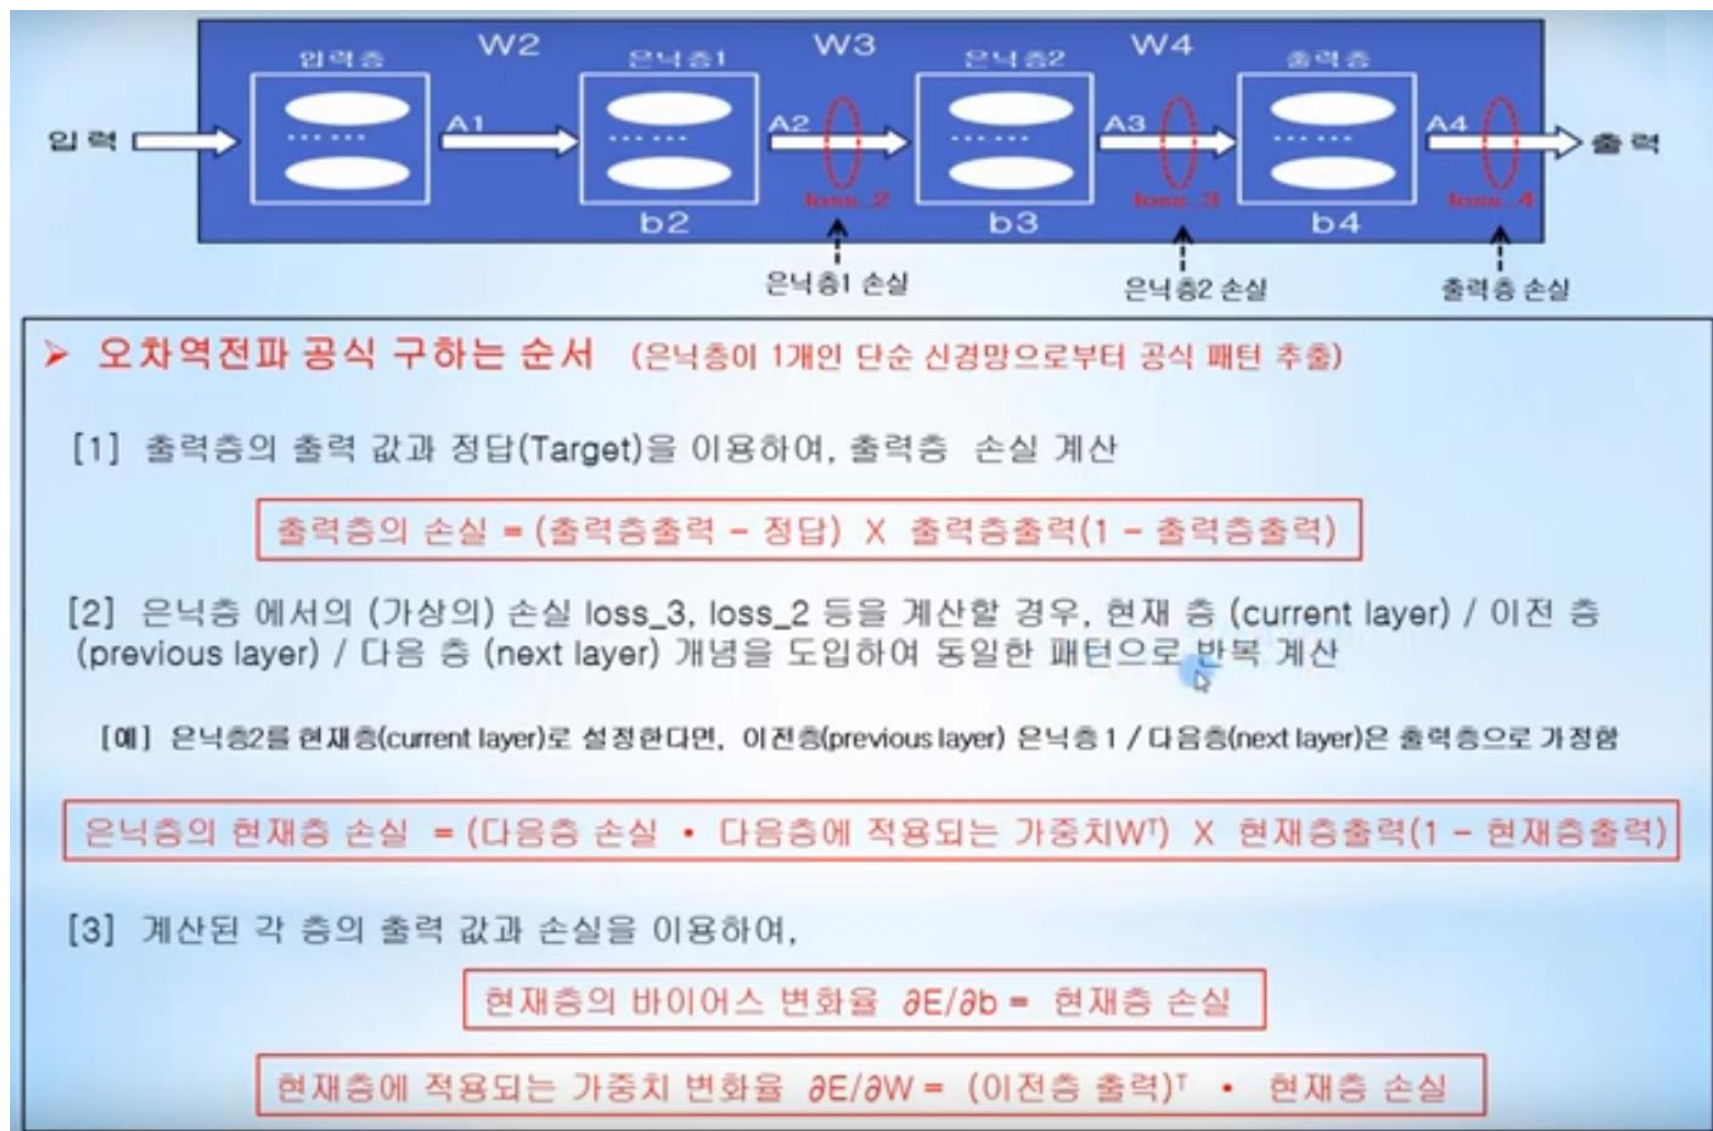 W2 W3 W4
입력층 은닉층1 은닉층2 출력층
입력 A1 A2 A3 A4 출력
loss_2 loss_3 loss_4
b2 b3 b4
은닉층1 손실 은닉층2 손실 출력층 손실
➢ 오차역전파 공식 구하는 순서 (은닉층이 1개인 단순 신경망으로부터 공식 패턴 추출)
[1] 출력층의 출력 값과 정답(Target)을 이용하여, 출력층 손실 계산
출력층의 손실 = (출력층출력 - 정답) X 출력층출력(1 - 출력층출력)
[2] 은닉층 에서의 (가상의) 손실 loss_3, loss_2 등을 계산할 경우, 현재 층 (current layer) / 이전 층
(previous layer) / 다음 층 (next layer) 개념을 도입하여 동일한 패턴으로 반복 계산
[예] 은닉층2를 현재층(current layer)로 설정한다면, 이전층(previous layer) 은닉층1 / 다음층(next layer)은 출력층으로 가정함
은닉층의 현재층 손실 = (다음층 손실 • 다음층에 적용되는 가중치Wᵀ) X 현재층출력(1 - 현재층출력)
[3] 계산된 각 층의 출력 값과 손실을 이용하여,
현재층의 바이어스 변화율 ∂E/∂b = 현재층 손실
현재층에 적용되는 가중치 변화율 ∂E/∂W = (이전층 출력)ᵀ • 현재층 손실